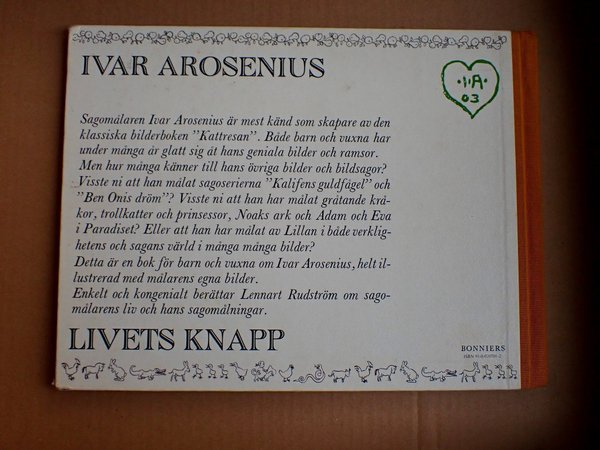 IVAR AROSENIUS
·IA·
03
Sagomålaren Ivar Arosenius är mest känd som skapare av den
klassiska bilderboken "Kattresan". Både barn och vuxna har
under många år glatt sig åt hans geniala bilder och ramsor.
Men hur många känner till hans övriga bilder och bildsagor?
Visste ni att han målat sagoserierna "Kalifens guldfågel" och
"Ben Onis dröm"? Visste ni att han har målat gråtande krå-
kor, trollkatter och prinsessor, Noaks ark och Adam och Eva
i Paradiset? Eller att han har målat av Lillan i både verklig-
hetens och sagans värld i många många bilder?
Detta är en bok för barn och vuxna om Ivar Arosenius, helt il-
lustrerad med målarens egna bilder.
Enkelt och kongenialt berättar Lennart Rudström om sago-
målarens liv och hans sagomålningar.
LIVETS KNAPP
BONNIERS
ISBN